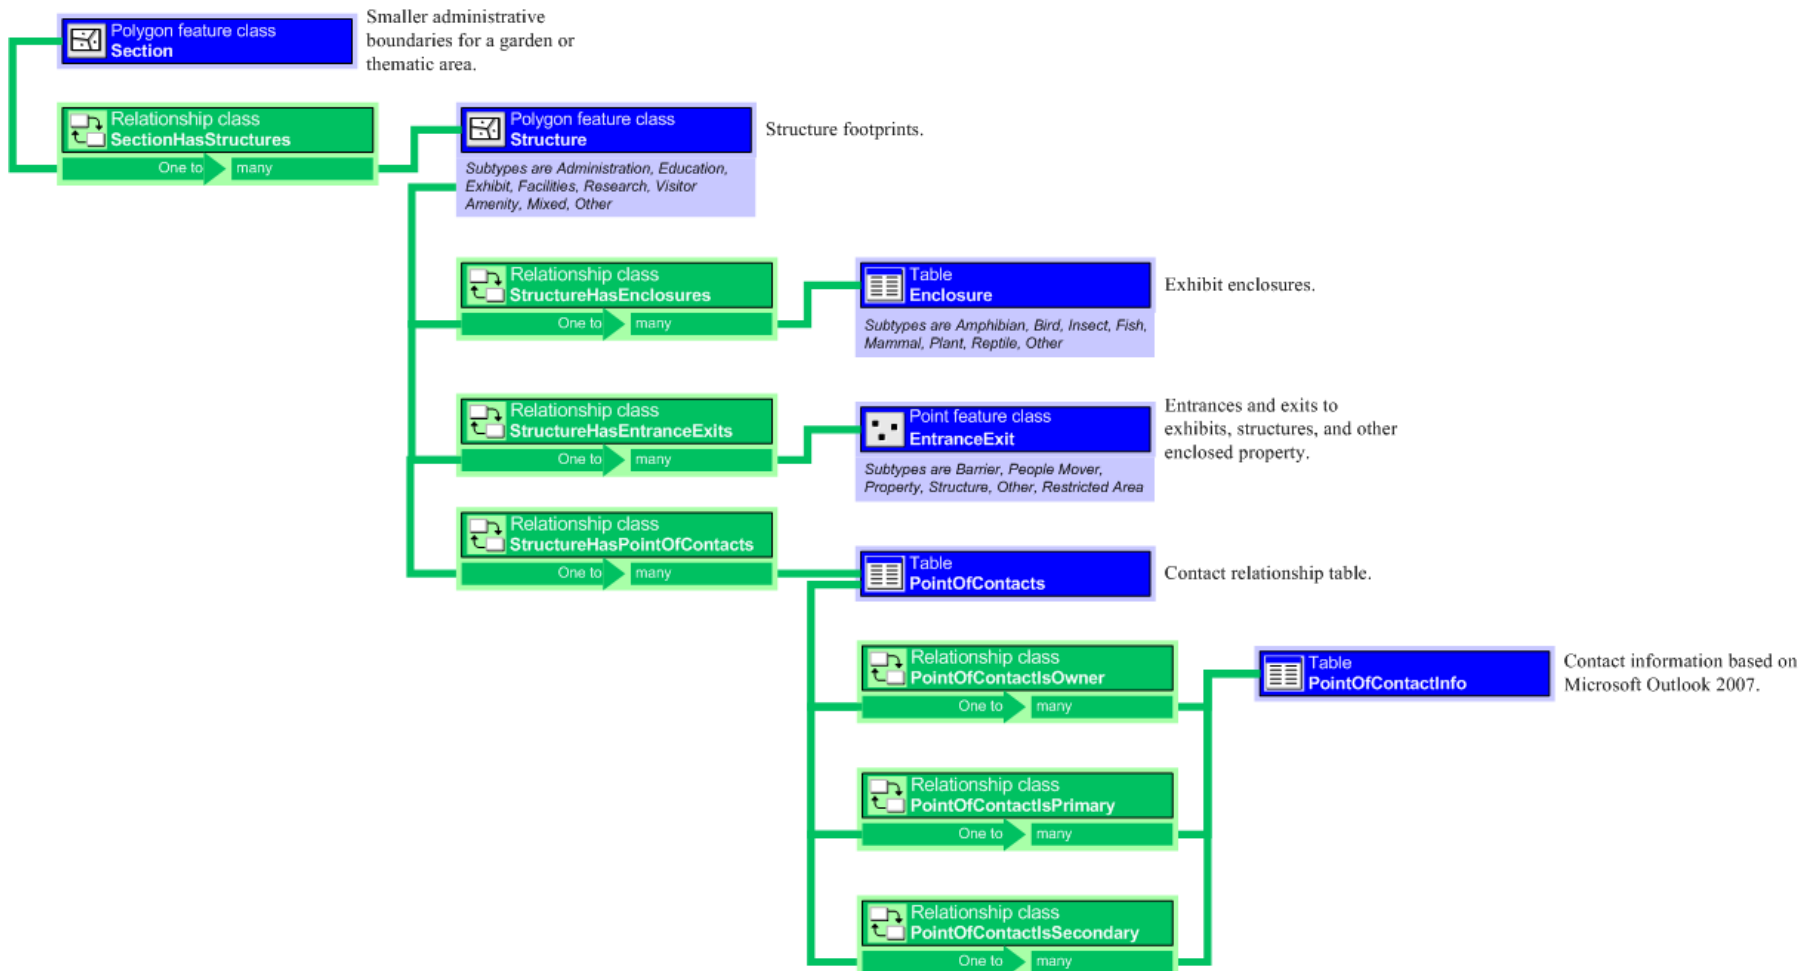 Polygon feature class
Section
Smaller administrative
boundaries for a garden or
thematic area.
Relationship class
SectionHasStructures
One to many
Polygon feature class
Structure
Structure footprints.
Subtypes are Administration, Education,
Exhibit, Facilities, Research, Visitor
Amenity, Mixed, Other
Relationship class
StructureHasEnclosures
One to many
Table
Enclosure
Exhibit enclosures.
Subtypes are Amphibian, Bird, Insect, Fish,
Mammal, Plant, Reptile, Other
Relationship class
StructureHasEntranceExits
One to many
Point feature class
EntranceExit
Entrances and exits to
exhibits, structures, and other
enclosed property.
Subtypes are Barrier, People Mover,
Property, Structure, Other, Restricted Area
Relationship class
StructureHasPointOfContacts
One to many
Table
PointOfContacts
Contact relationship table.
Relationship class
PointOfContactIsOwner
One to many
Table
PointOfContactInfo
Contact information based on
Microsoft Outlook 2007.
Relationship class
PointOfContactIsPrimary
One to many
Relationship class
PointOfContactIsSecondary
One to many